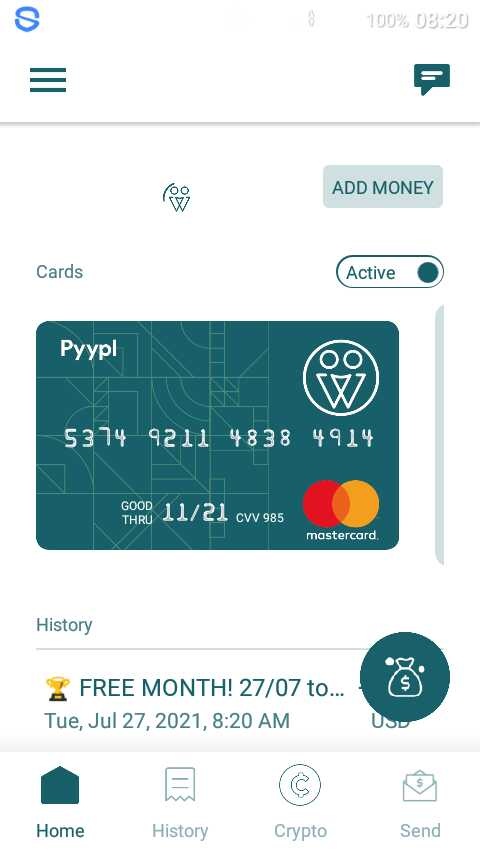 100% 08:20
ADD MONEY
Cards
Active
Pyypl
5374 9211 4838 4914
GOOD THRU 11/21 CVV 985
mastercard.
History
🏆 FREE MONTH! 27/07 to...
Tue, Jul 27, 2021, 8:20 AM USD
Home History Crypto Send